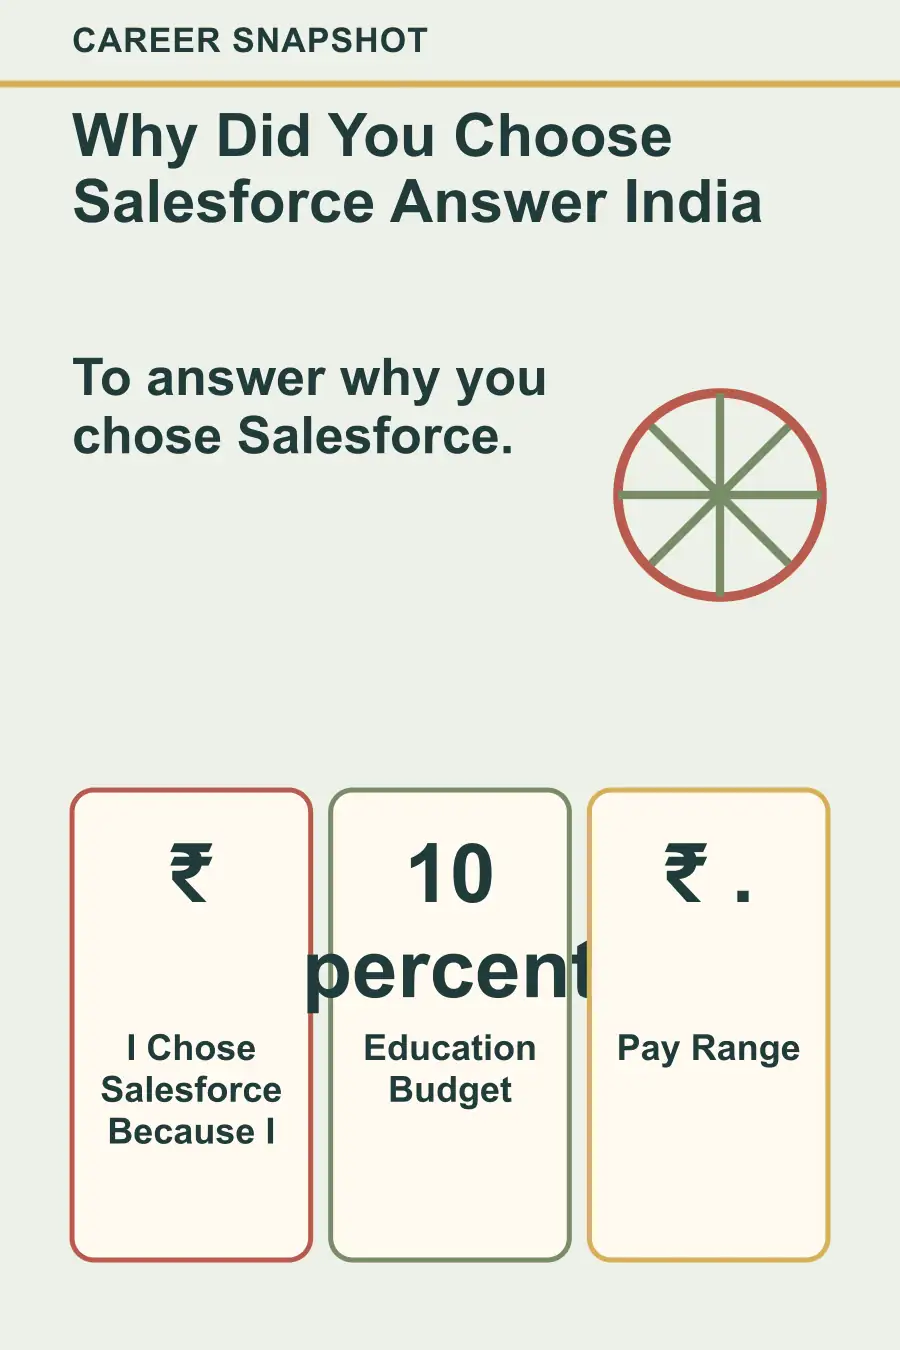 CAREER SNAPSHOT
Why Did You Choose
Salesforce Answer India
To answer why you
chose Salesforce.
₹
I Chose
Salesforce
Because I
10
percent
Education
Budget
₹ .
Pay Range